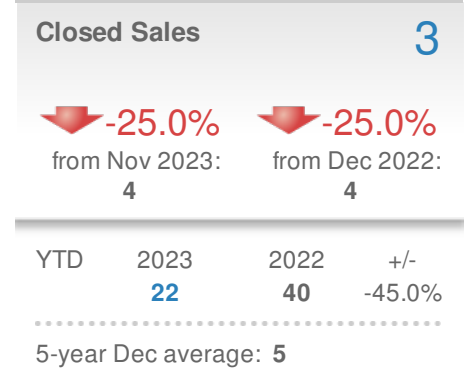 Closed Sales 3
-25.0% -25.0%
from Nov 2023: from Dec 2022:
4 4
YTD 2023 2022 +/-
22 40 -45.0%
5-year Dec average: 5